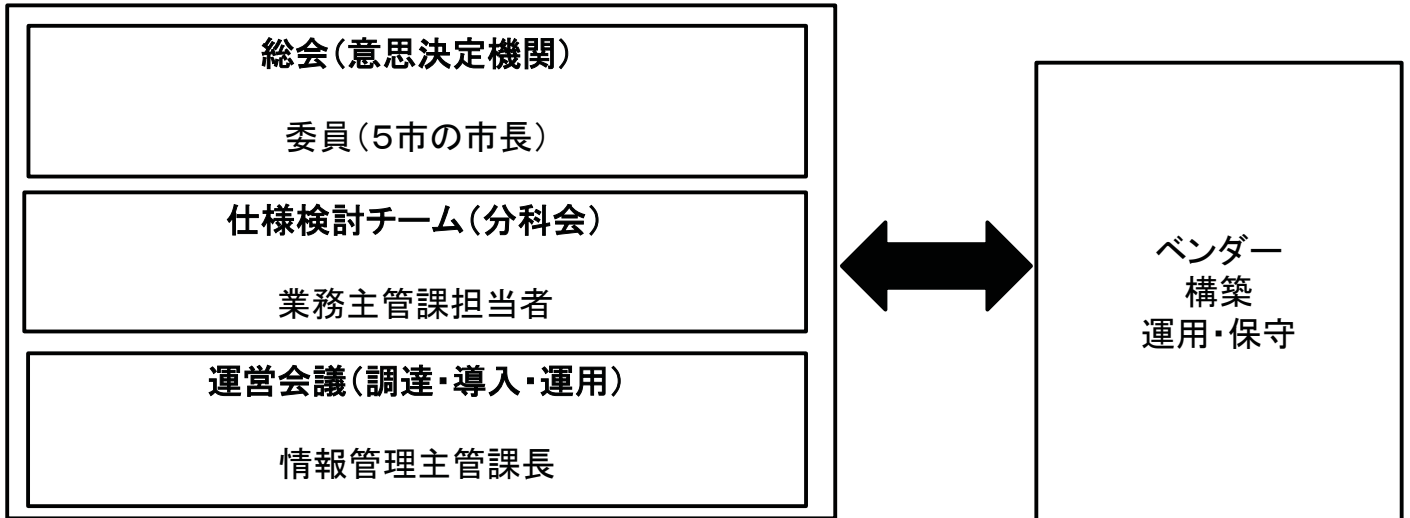 総会（意思決定機関）
委員（５市の市長）
仕様検討チーム（分科会）
業務主管課担当者
運営会議（調達・導入・運用）
情報管理主管課長
ベンダー
構築
運用・保守